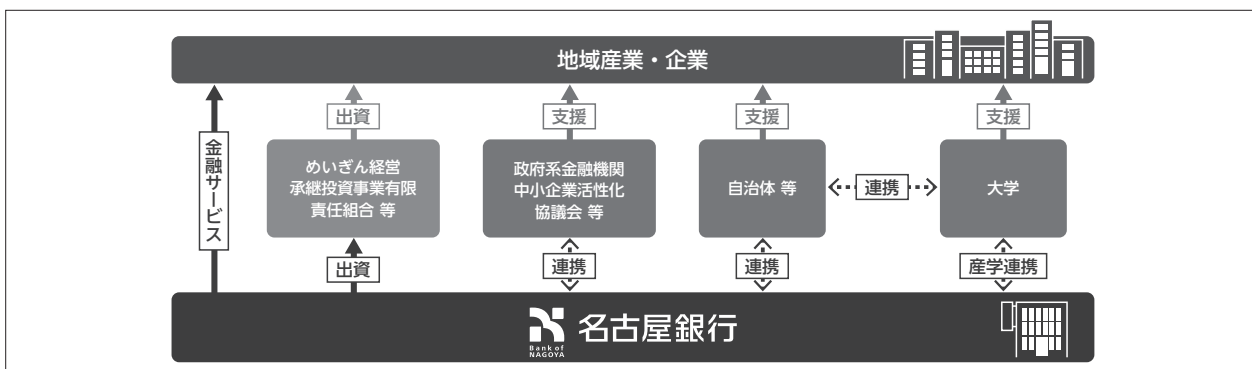 地域産業・企業
出資
支援
支援
支援
金融サービス
めいぎん経営
承継投資事業有限
責任組合 等
政府系金融機関
中小企業活性化
協議会 等
自治体 等
連携
大学
出資
連携
連携
産学連携
Bank of
NAGOYA
名古屋銀行